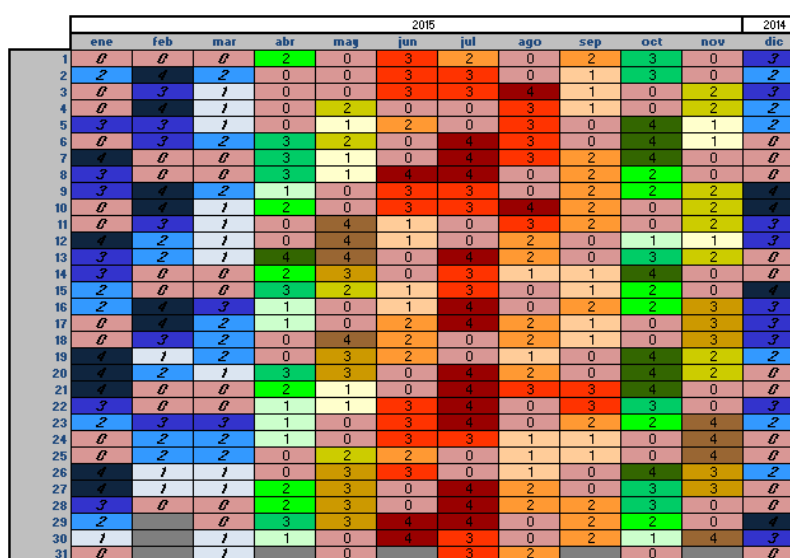 2015 2014
ene feb mar abr may jun jul ago sep oct nov dic
1 0 0 0 2 0 3 2 0 2 3 0 3
2 2 4 2 0 0 3 3 0 1 3 0 2
3 0 3 1 0 0 3 3 4 1 0 2 3
4 0 4 1 0 2 0 0 3 1 0 2 2
5 3 3 1 0 1 2 0 3 0 4 1 2
6 0 3 2 3 2 0 4 3 0 4 1 0
7 4 0 0 3 1 0 4 3 2 4 0 0
8 3 0 0 3 1 4 4 0 2 2 0 0
9 3 4 2 1 0 3 3 0 2 2 2 4
10 0 4 1 2 0 3 3 4 2 0 2 4
11 0 3 1 0 4 1 0 3 2 0 2 3
12 4 2 1 0 4 1 0 2 0 1 1 3
13 3 2 1 4 4 0 4 2 0 3 2 0
14 3 0 0 2 3 0 3 1 1 4 0 0
15 2 0 0 3 2 1 3 0 1 2 0 4
16 2 4 3 1 0 1 4 0 2 2 3 3
17 0 4 2 1 0 2 4 2 1 0 3 3
18 0 3 2 0 4 2 0 2 1 0 3 3
19 4 1 2 0 3 2 0 1 0 4 2 2
20 4 2 1 3 3 0 4 2 0 4 2 0
21 4 0 0 2 1 0 4 3 3 4 0 0
22 3 0 0 1 1 3 4 0 3 3 0 3
23 2 3 3 1 0 3 4 0 2 2 4 3
24 0 2 2 1 0 3 3 1 1 0 4 0
25 0 2 2 0 2 2 0 1 1 0 4 0
26 4 1 1 0 3 3 0 1 0 4 3 2
27 4 1 1 2 3 0 4 2 0 3 3 0
28 3 0 0 2 3 0 4 2 2 3 0 0
29 2 0 3 3 4 4 0 2 2 0 4
30 1 1 1 0 4 3 0 2 1 4 3
31 0 1 0 3 2 0 0